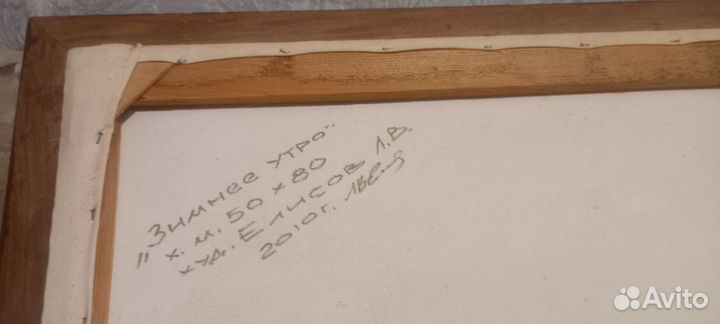 „Зимнее утро"
х. м. 50 х 80
худ. Елисов Л.В.
2010г.
Avito